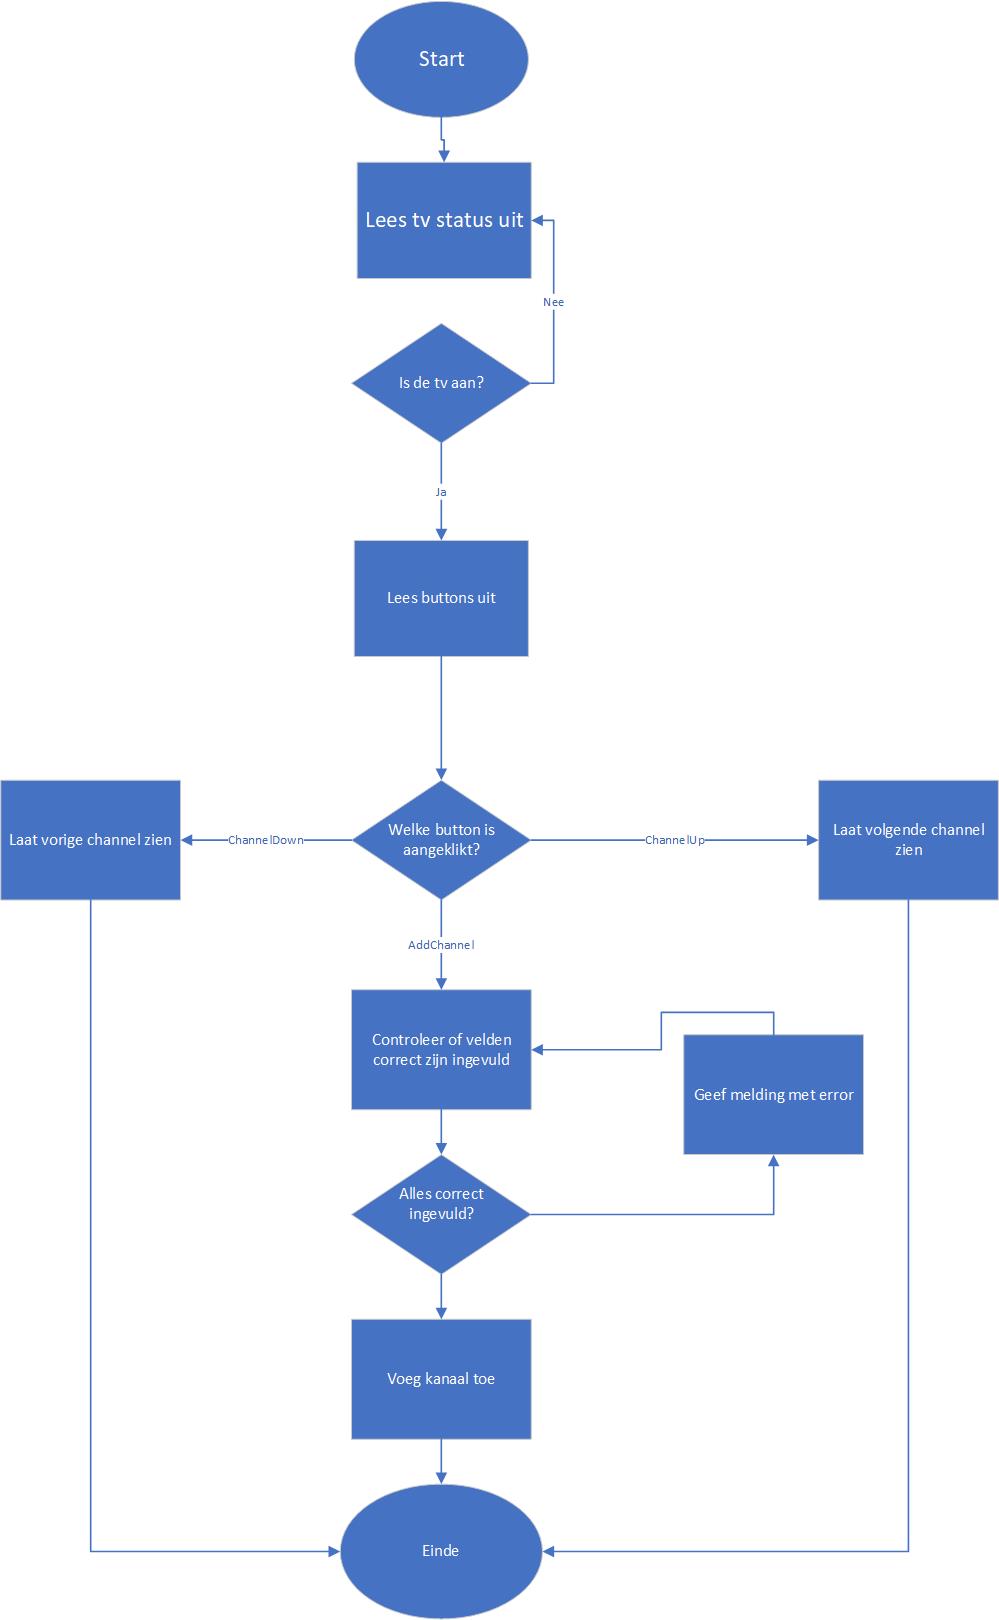 Start
Lees tv status uit
Nee
Is de tv aan?
Ja
Lees buttons uit
Laat vorige channel zien
ChannelDown
Welke button is
aangeklikt?
ChannelUp
Laat volgende channel
zien
AddChannel
Controleer of velden
correct zijn ingevuld
Geef melding met error
Alles correct
ingevuld?
Voeg kanaal toe
Einde